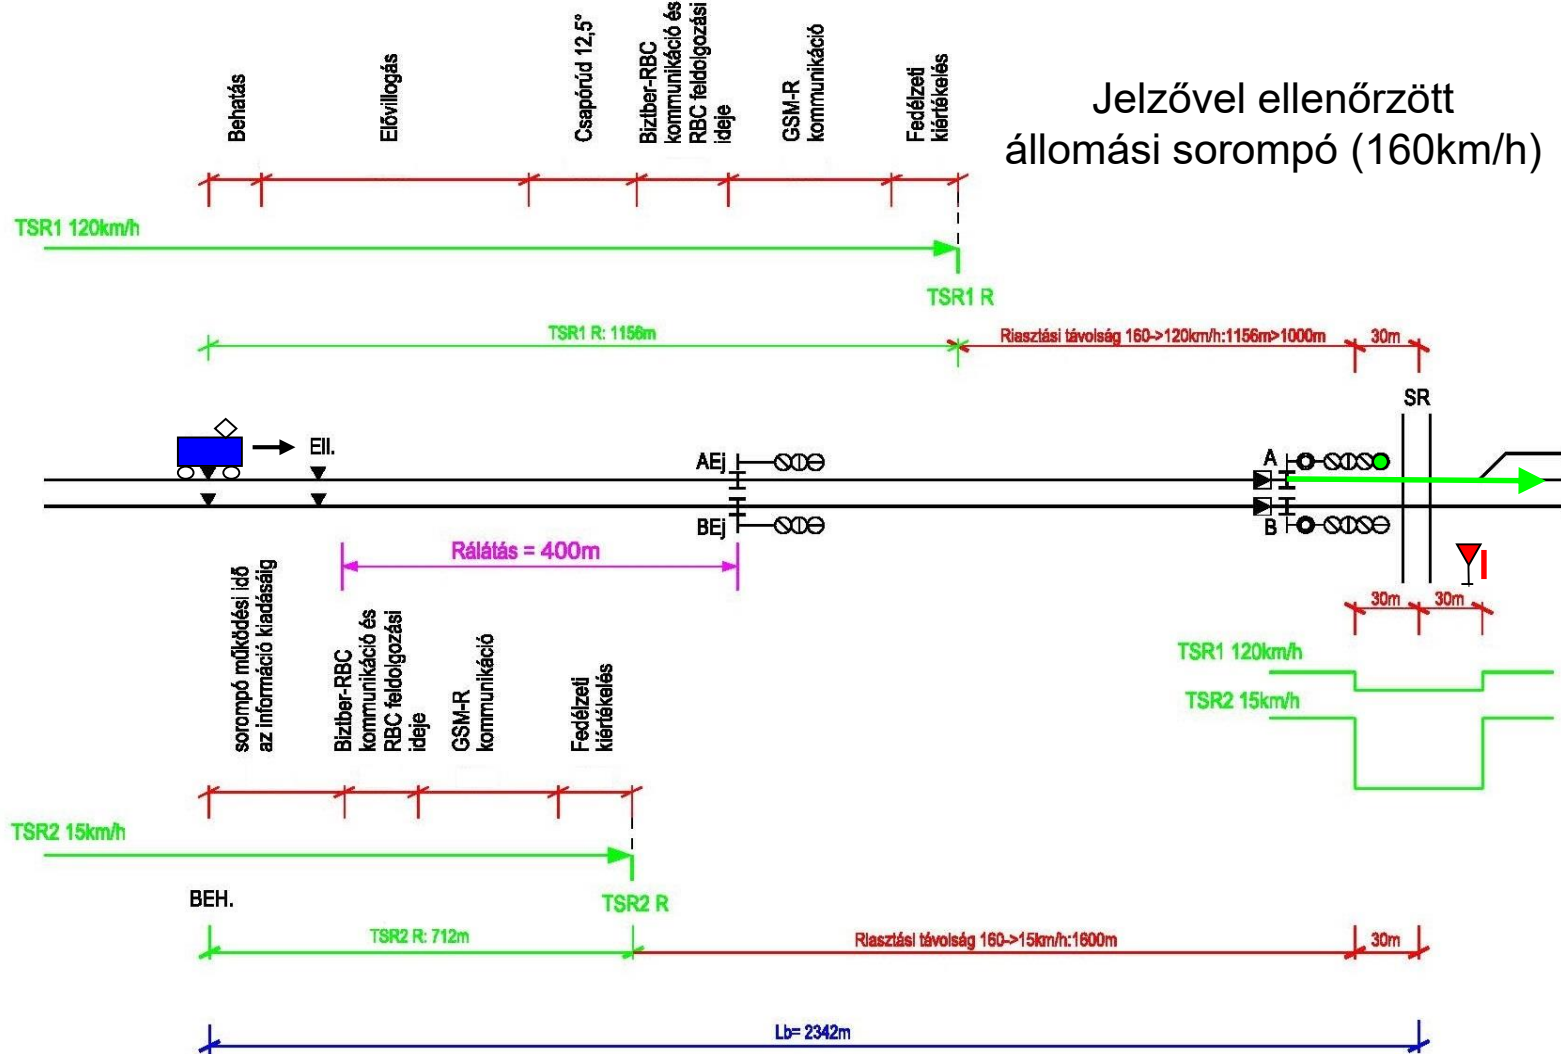 Jelzővel ellenőrzött
állomási sorompó (160km/h)
Behatás
Elővillogás
Csapórúd 12,5°
Biztber-RBC
kommunikáció és
RBC feldolgozási
ideje
GSM-R
kommunikáció
Fedélzeti
kiértékelés
TSR1 120km/h
TSR1 R
TSR1 R: 1156m
Riasztási távolság 160->120km/h:1156m>1000m
30m
SR
Ell.
AEj
A
BEj
B
Rálátás = 400m
I
30m
30m
sorompó működési idő
az információ kiadásáig
Biztber-RBC
kommunikáció és
RBC feldolgozási
ideje
GSM-R
kommunikáció
Fedélzeti
kiértékelés
TSR1 120km/h
TSR2 15km/h
TSR2 15km/h
BEH.
TSR2 R
TSR2 R: 712m
Riasztási távolság 160->15km/h:1600m
30m
Lb= 2342m